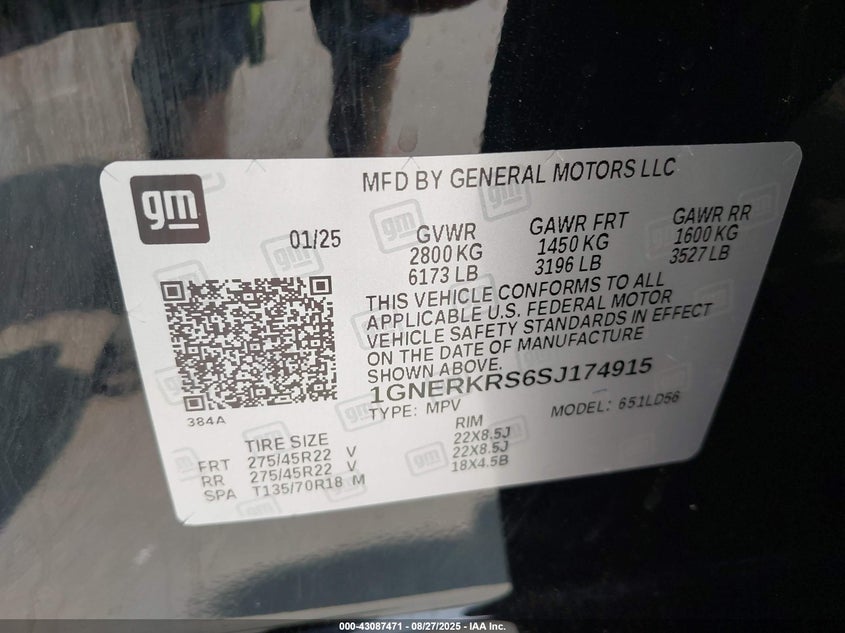 gm
MFD BY GENERAL MOTORS LLC
01/25
GVWR
2800 KG
6173 LB
GAWR FRT
1450 KG
3196 LB
GAWR RR
1600 KG
3527 LB
THIS VEHICLE CONFORMS TO ALL
APPLICABLE U.S. FEDERAL MOTOR
VEHICLE SAFETY STANDARDS IN EFFECT
ON THE DATE OF MANUFACTURE
SHOWN ABOVE.
1GNERKRS6SJ174915
TYPE: MPV
MODEL: 651LD56
384A
TIRE SIZE
RIM
FRT 275/45R22 V 22X8.5J
RR 275/45R22 V 22X8.5J
SPA T135/70R18 M 18X4.5B
000-43087471 - 08/27/2025 - IAA Inc.